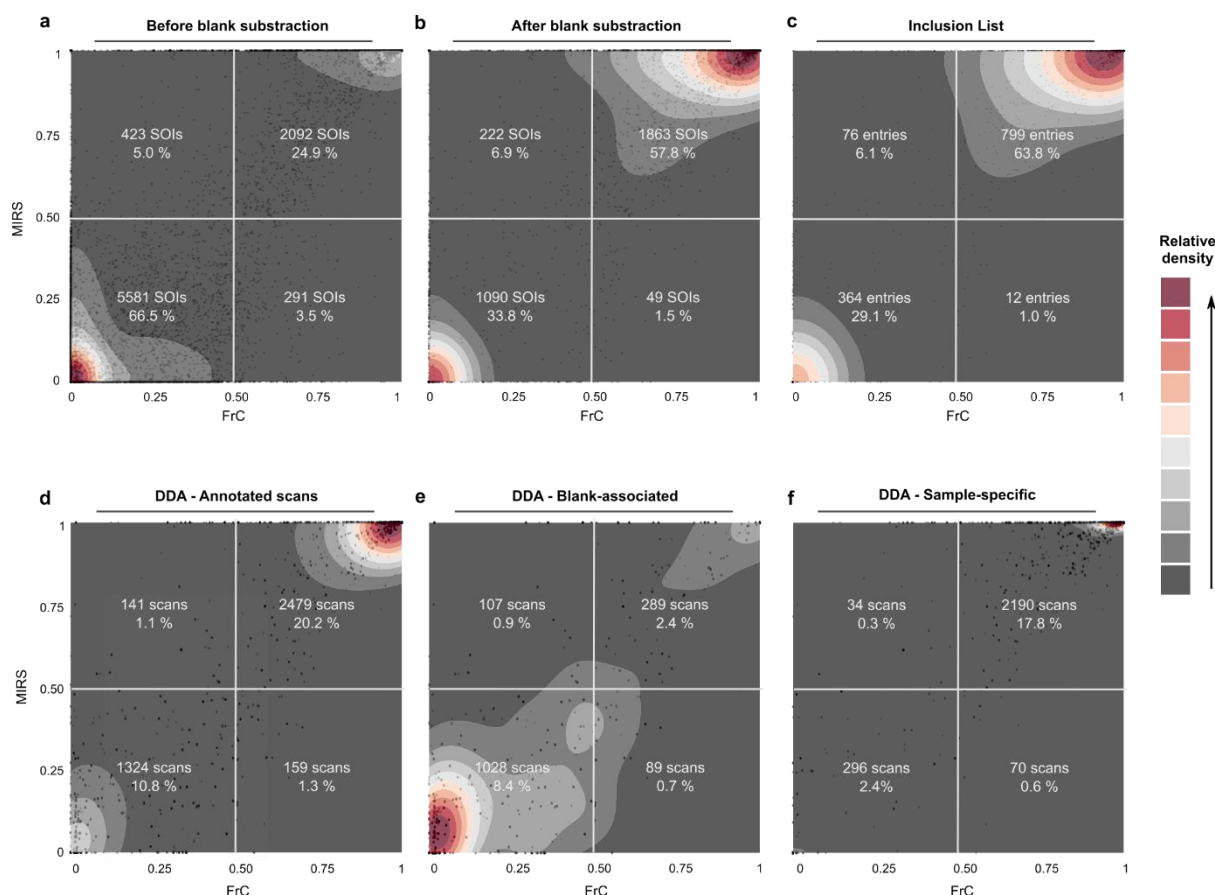 a
Before blank substraction
b
After blank substraction
c
Inclusion List
1
0.75
0.50
0.25
0
MIRS
423 SOIs
5.0 %
2092 SOIs
24.9 %
5581 SOIs
66.5 %
291 SOIs
3.5 %
0
0.25
0.50
0.75
1
FrC
222 SOIs
6.9 %
1863 SOIs
57.8 %
1090 SOIs
33.8 %
49 SOIs
1.5 %
0
0.25
0.50
0.75
1
FrC
76 entries
6.1 %
799 entries
63.8 %
364 entries
29.1 %
12 entries
1.0 %
0
0.25
0.50
0.75
1
FrC
Relative
density
d
DDA - Annotated scans
e
DDA - Blank-associated
f
DDA - Sample-specific
1
0.75
0.50
0.25
0
MIRS
141 scans
1.1 %
2479 scans
20.2 %
1324 scans
10.8 %
159 scans
1.3 %
0
0.25
0.50
0.75
1
FrC
107 scans
0.9 %
289 scans
2.4 %
1028 scans
8.4 %
89 scans
0.7 %
0
0.25
0.50
0.75
1
FrC
34 scans
0.3 %
2190 scans
17.8 %
296 scans
2.4%
70 scans
0.6 %
0
0.25
0.50
0.75
1
FrC